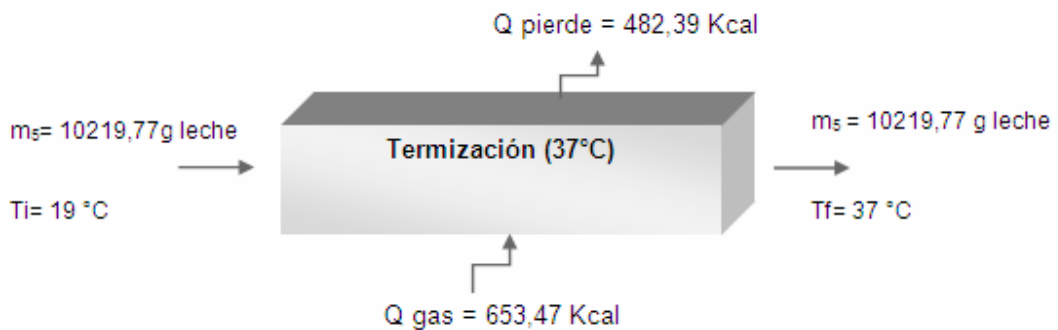 Q pierde = 482,39 Kcal
m₅= 10219,77g leche
m₅ = 10219,77 g leche
Termización (37°C)
Ti= 19 °C
Tf= 37 °C
Q gas = 653,47 Kcal